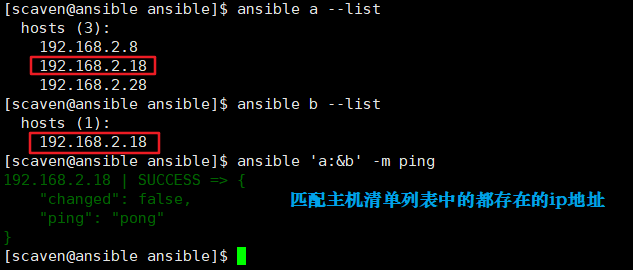 [scaven@ansible ansible]$ ansible a --list
  hosts (3):
    192.168.2.8
    192.168.2.18
    192.168.2.28
[scaven@ansible ansible]$ ansible b --list
  hosts (1):
    192.168.2.18
[scaven@ansible ansible]$ ansible 'a:&b' -m ping
192.168.2.18 | SUCCESS => {
    "changed": false,
    "ping": "pong"
匹配主机清单列表中的都存在的ip地址
}
[scaven@ansible ansible]$